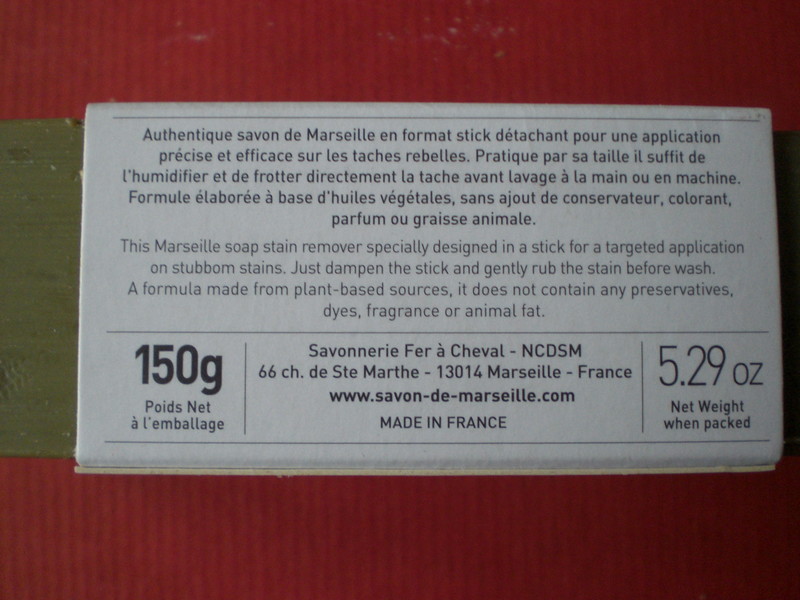 Authentique savon de Marseille en format stick détachant pour une application
précise et efficace sur les taches rebelles. Pratique par sa taille il suffit de
l'humidifier et de frotter directement la tache avant lavage à la main ou en machine.
Formule élaborée à base d'huiles végétales, sans ajout de conservateur, colorant,
parfum ou graisse animale.
This Marseille soap stain remover specially designed in a stick for a targeted application
on stubbom stains. Just dampen the stick and gently rub the stain before wash.
A formula made from plant-based sources, it does not contain any preservatives,
dyes, fragrance or animal fat.
150g
Poids Net
à l'emballage
Savonnerie Fer à Cheval - NCDSM
66 ch. de Ste Marthe - 13014 Marseille - France
www.savon-de-marseille.com
MADE IN FRANCE
5.29 oz
Net Weight
when packed